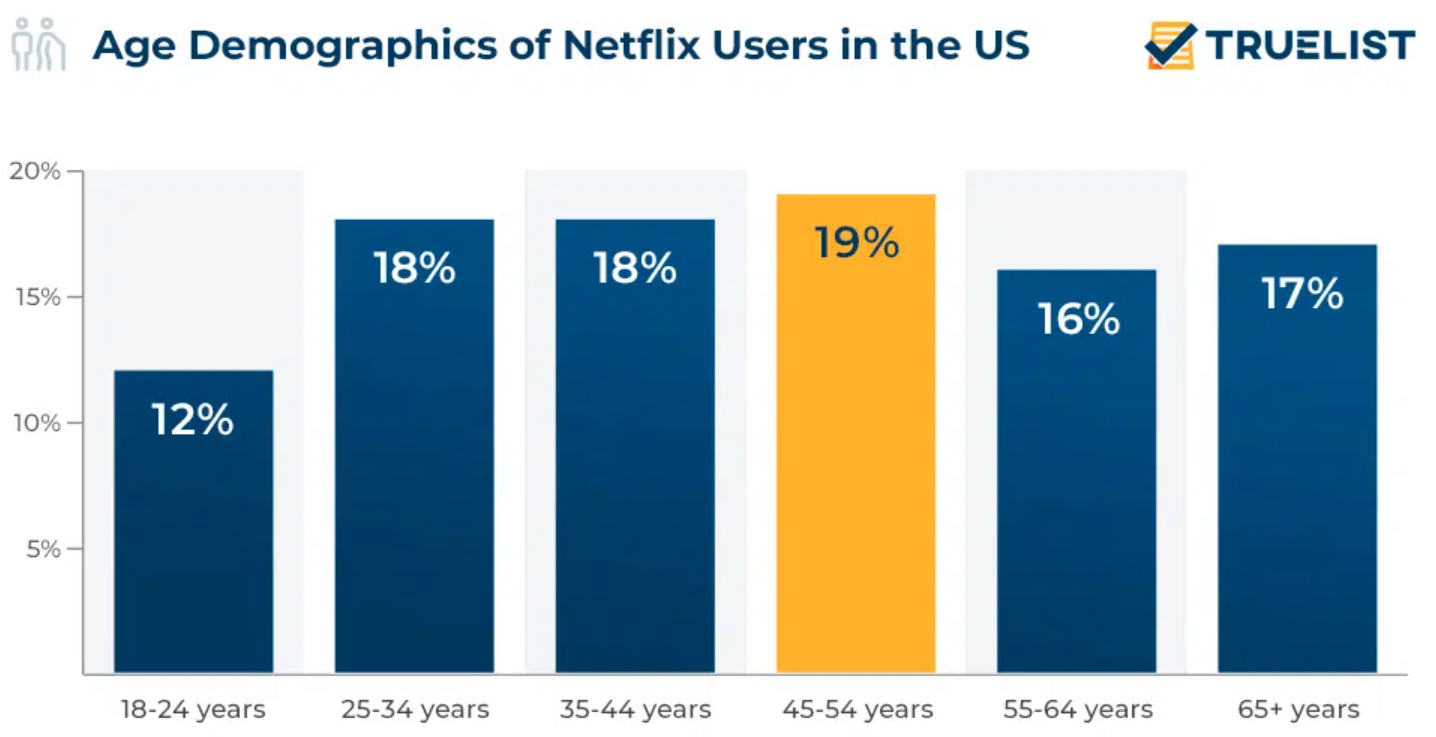 Age Demographics of Netflix Users in the US
TRUELIST
20%
15%
10%
5%
12%
18%
18%
19%
16%
17%
18-24 years
25-34 years
35-44 years
45-54 years
55-64 years
65+ years